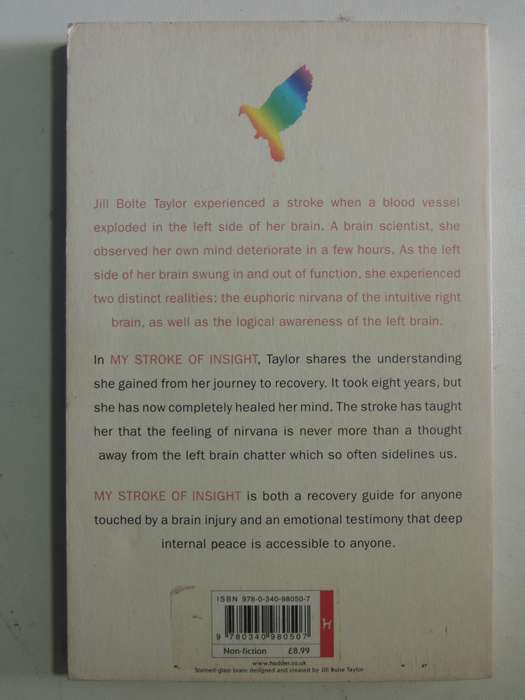 Jill Bolte Taylor experienced a stroke when a blood vessel
exploded in the left side of her brain. A brain scientist, she
observed her own mind deteriorate in a few hours. As the left
side of her brain swung in and out of function, she experienced
two distinct realities: the euphoric nirvana of the intuitive right
brain, as well as the logical awareness of the left brain.
In MY STROKE OF INSIGHT, Taylor shares the understanding
she gained from her journey to recovery. It took eight years, but
she has now completely healed her mind. The stroke has taught
her that the feeling of nirvana is never more than a thought
away from the left brain chatter which so often sidelines us.
MY STROKE OF INSIGHT is both a recovery guide for anyone
touched by a brain injury and an emotional testimony that deep
internal peace is accessible to anyone.
ISBN 978-0-340-98050-7
9 780340 980507
H
Non-fiction £8.99
www.hodder.co.uk
Stained-glass brain designed and created by Jill Bolte Taylor